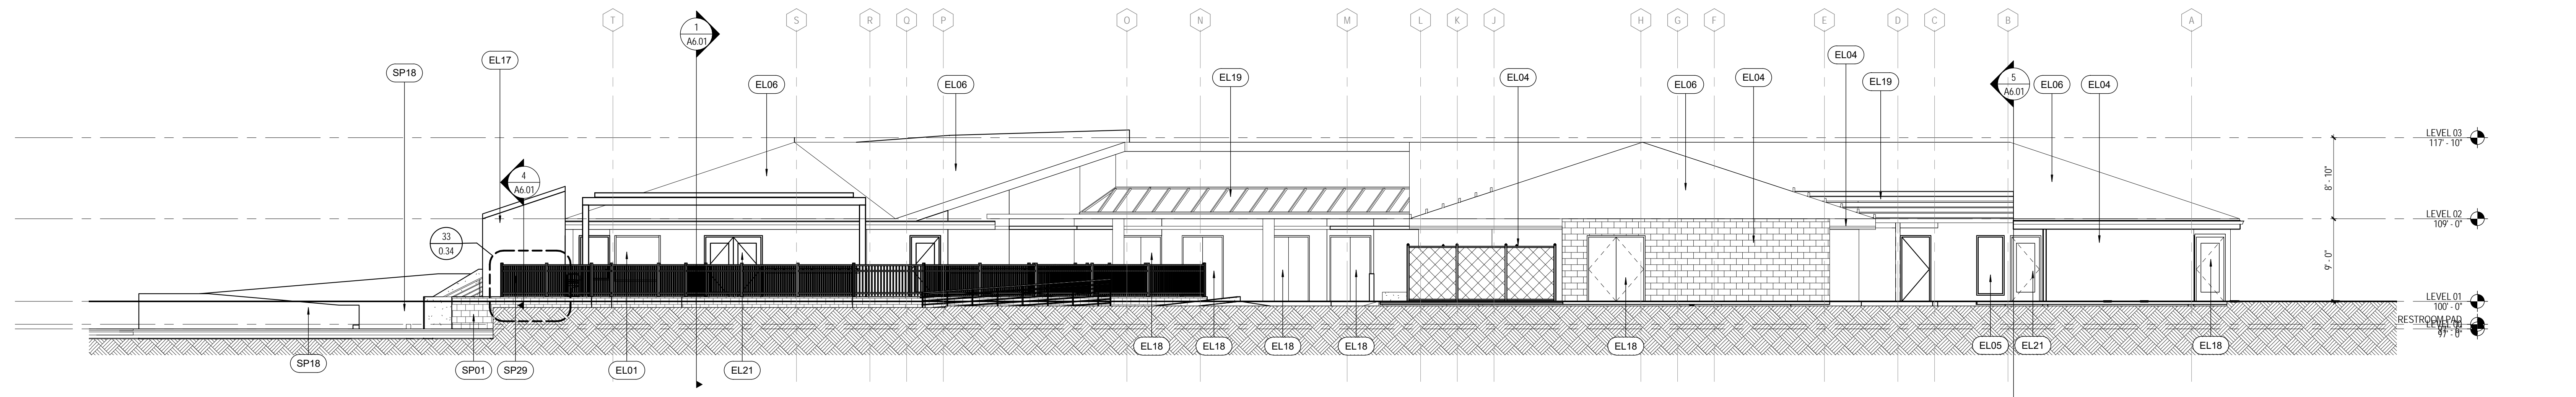 T
S
R
Q
P
O
N
M
L
K
J
H
G
F
E
D
C
B
A
1
A6.01
EL17
SP18
EL06
EL06
EL19
EL04
EL06
EL04
EL04
EL19
5
A6.01
EL06
EL04
LEVEL 03
117' - 10"
8' - 10"
4
A6.01
LEVEL 02
109' - 0"
33
0.34
9' - 0"
LEVEL 01
100' - 0"
RESTROOM PAD
97' - 0"
SP18
SP01
SP29
EL01
EL21
EL18
EL18
EL18
EL18
EL18
EL05
EL21
EL18